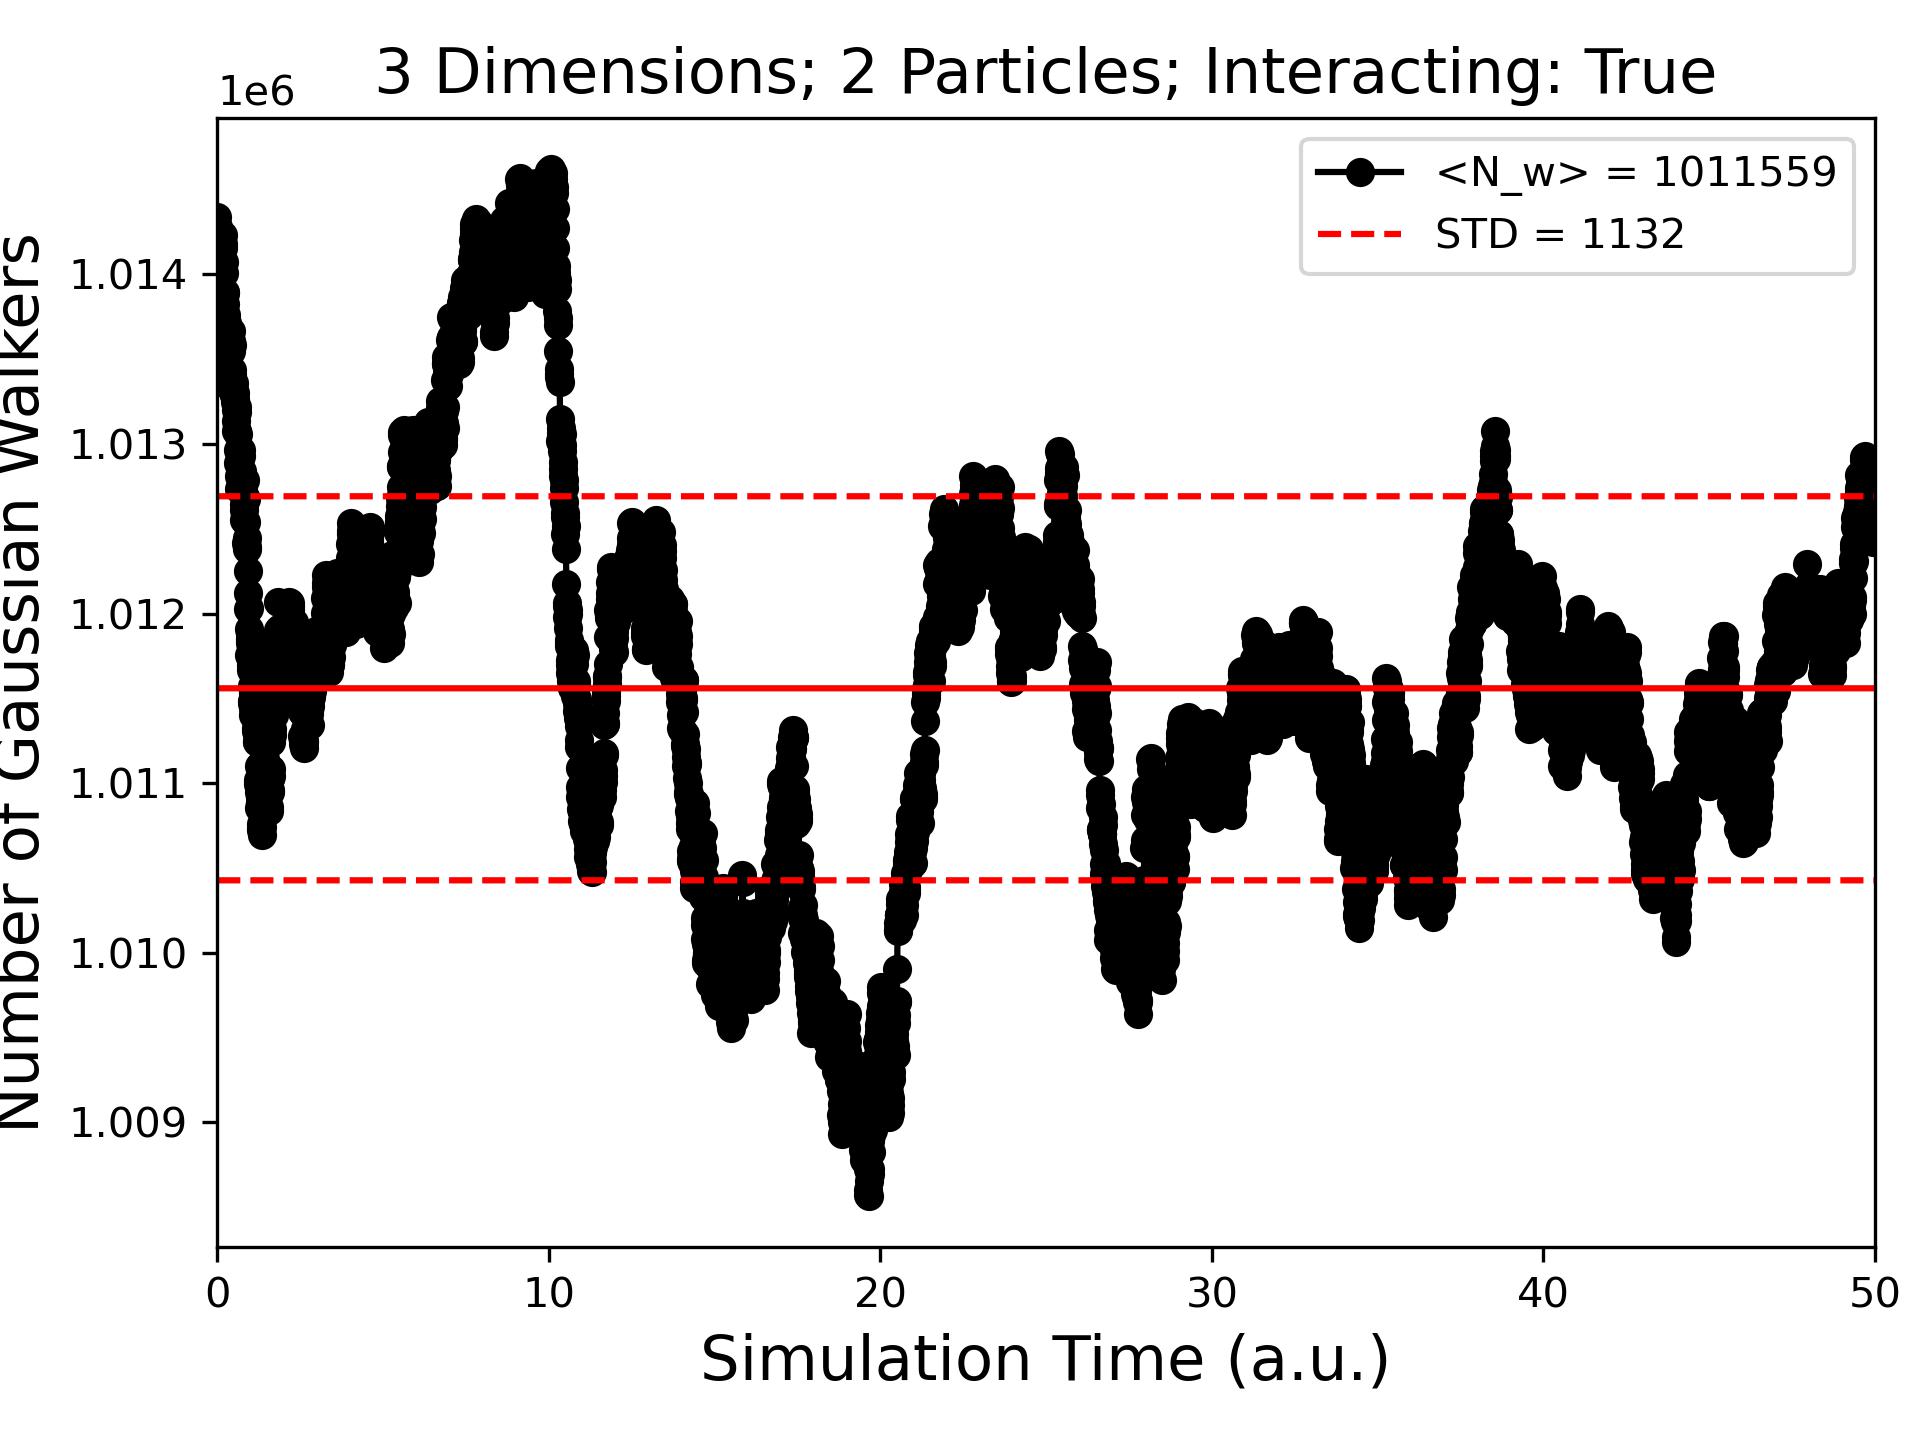 3 Dimensions; 2 Particles; Interacting: True
1e6
<N_w> = 1011559
STD = 1132
Number of Gaussian Walkers
1.014
1.013
1.012
1.011
1.010
1.009
0 10 20 30 40 50
Simulation Time (a.u.)